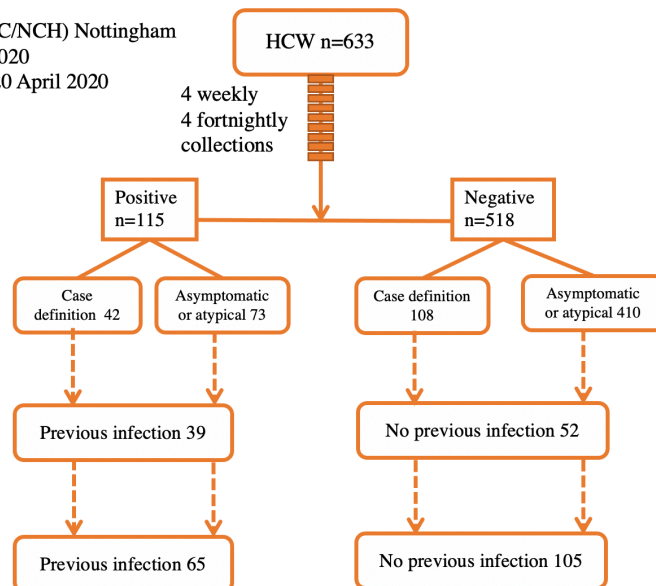 C/NCH) Nottingham
020
0 April 2020
HCW n=633
4 weekly
4 fortnightly
collections
Positive
n=115
Negative
n=518
Case
definition 42
Asymptomatic
or atypical 73
Case definition
108
Asymptomatic
or atypical 410
Previous infection 39
No previous infection 52
Previous infection 65
No previous infection 105